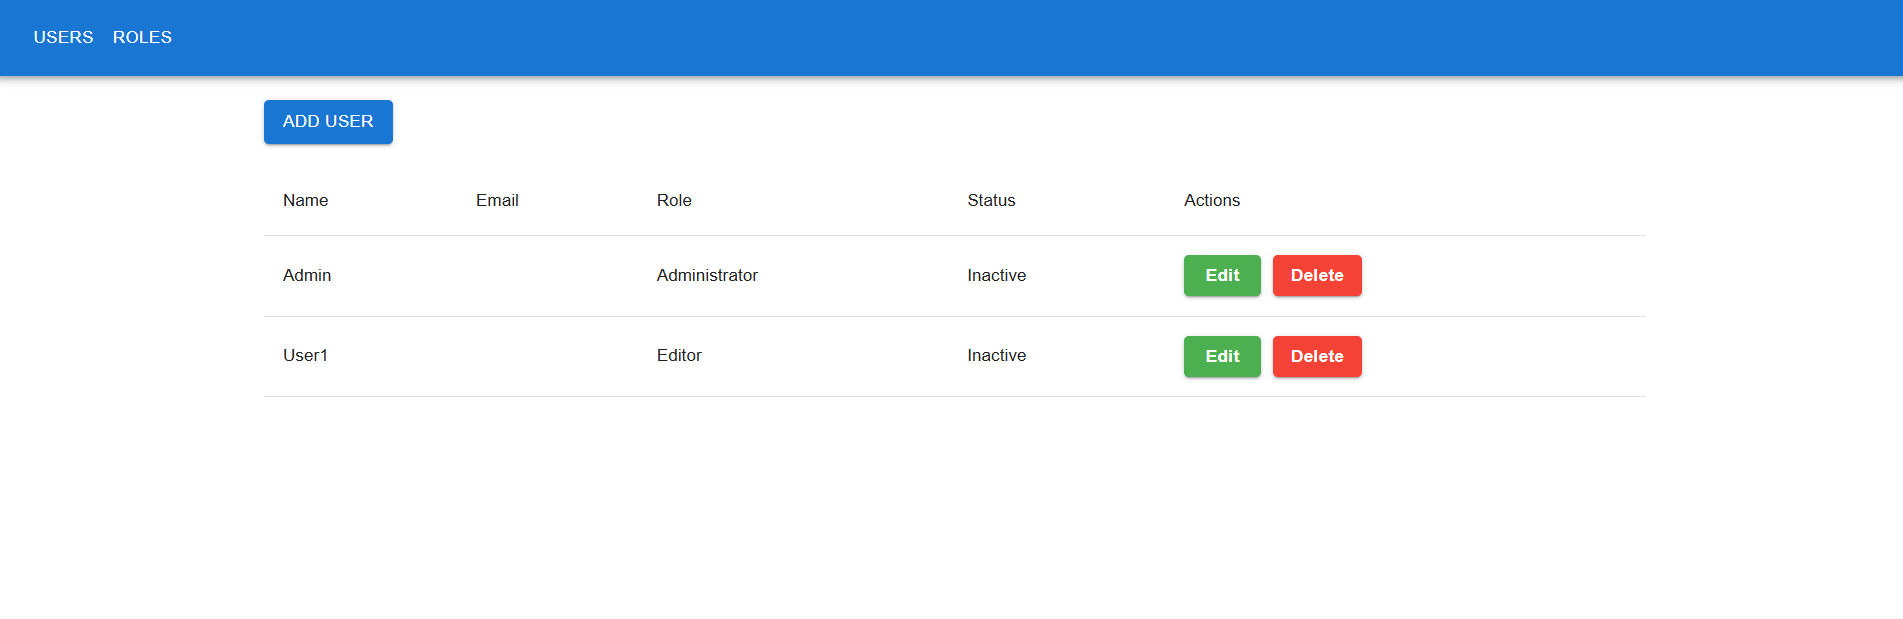 USERS ROLES
ADD USER
Name Email Role Status Actions
Admin Administrator Inactive Edit Delete
User1 Editor Inactive Edit Delete